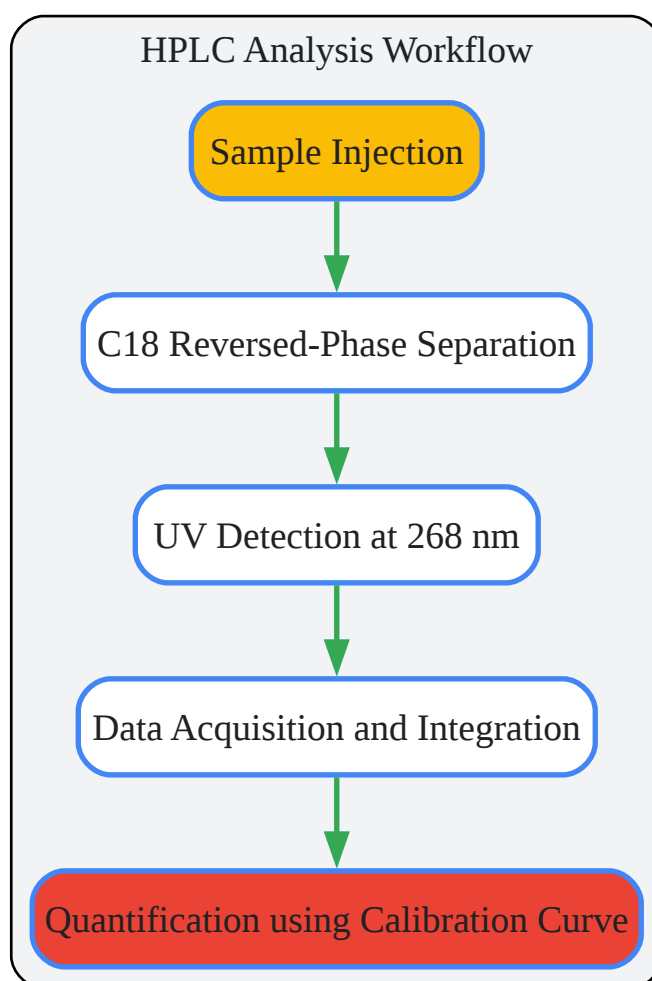 HPLC Analysis Workflow
Sample Injection
C18 Reversed-Phase Separation
UV Detection at 268 nm
Data Acquisition and Integration
Quantification using Calibration Curve